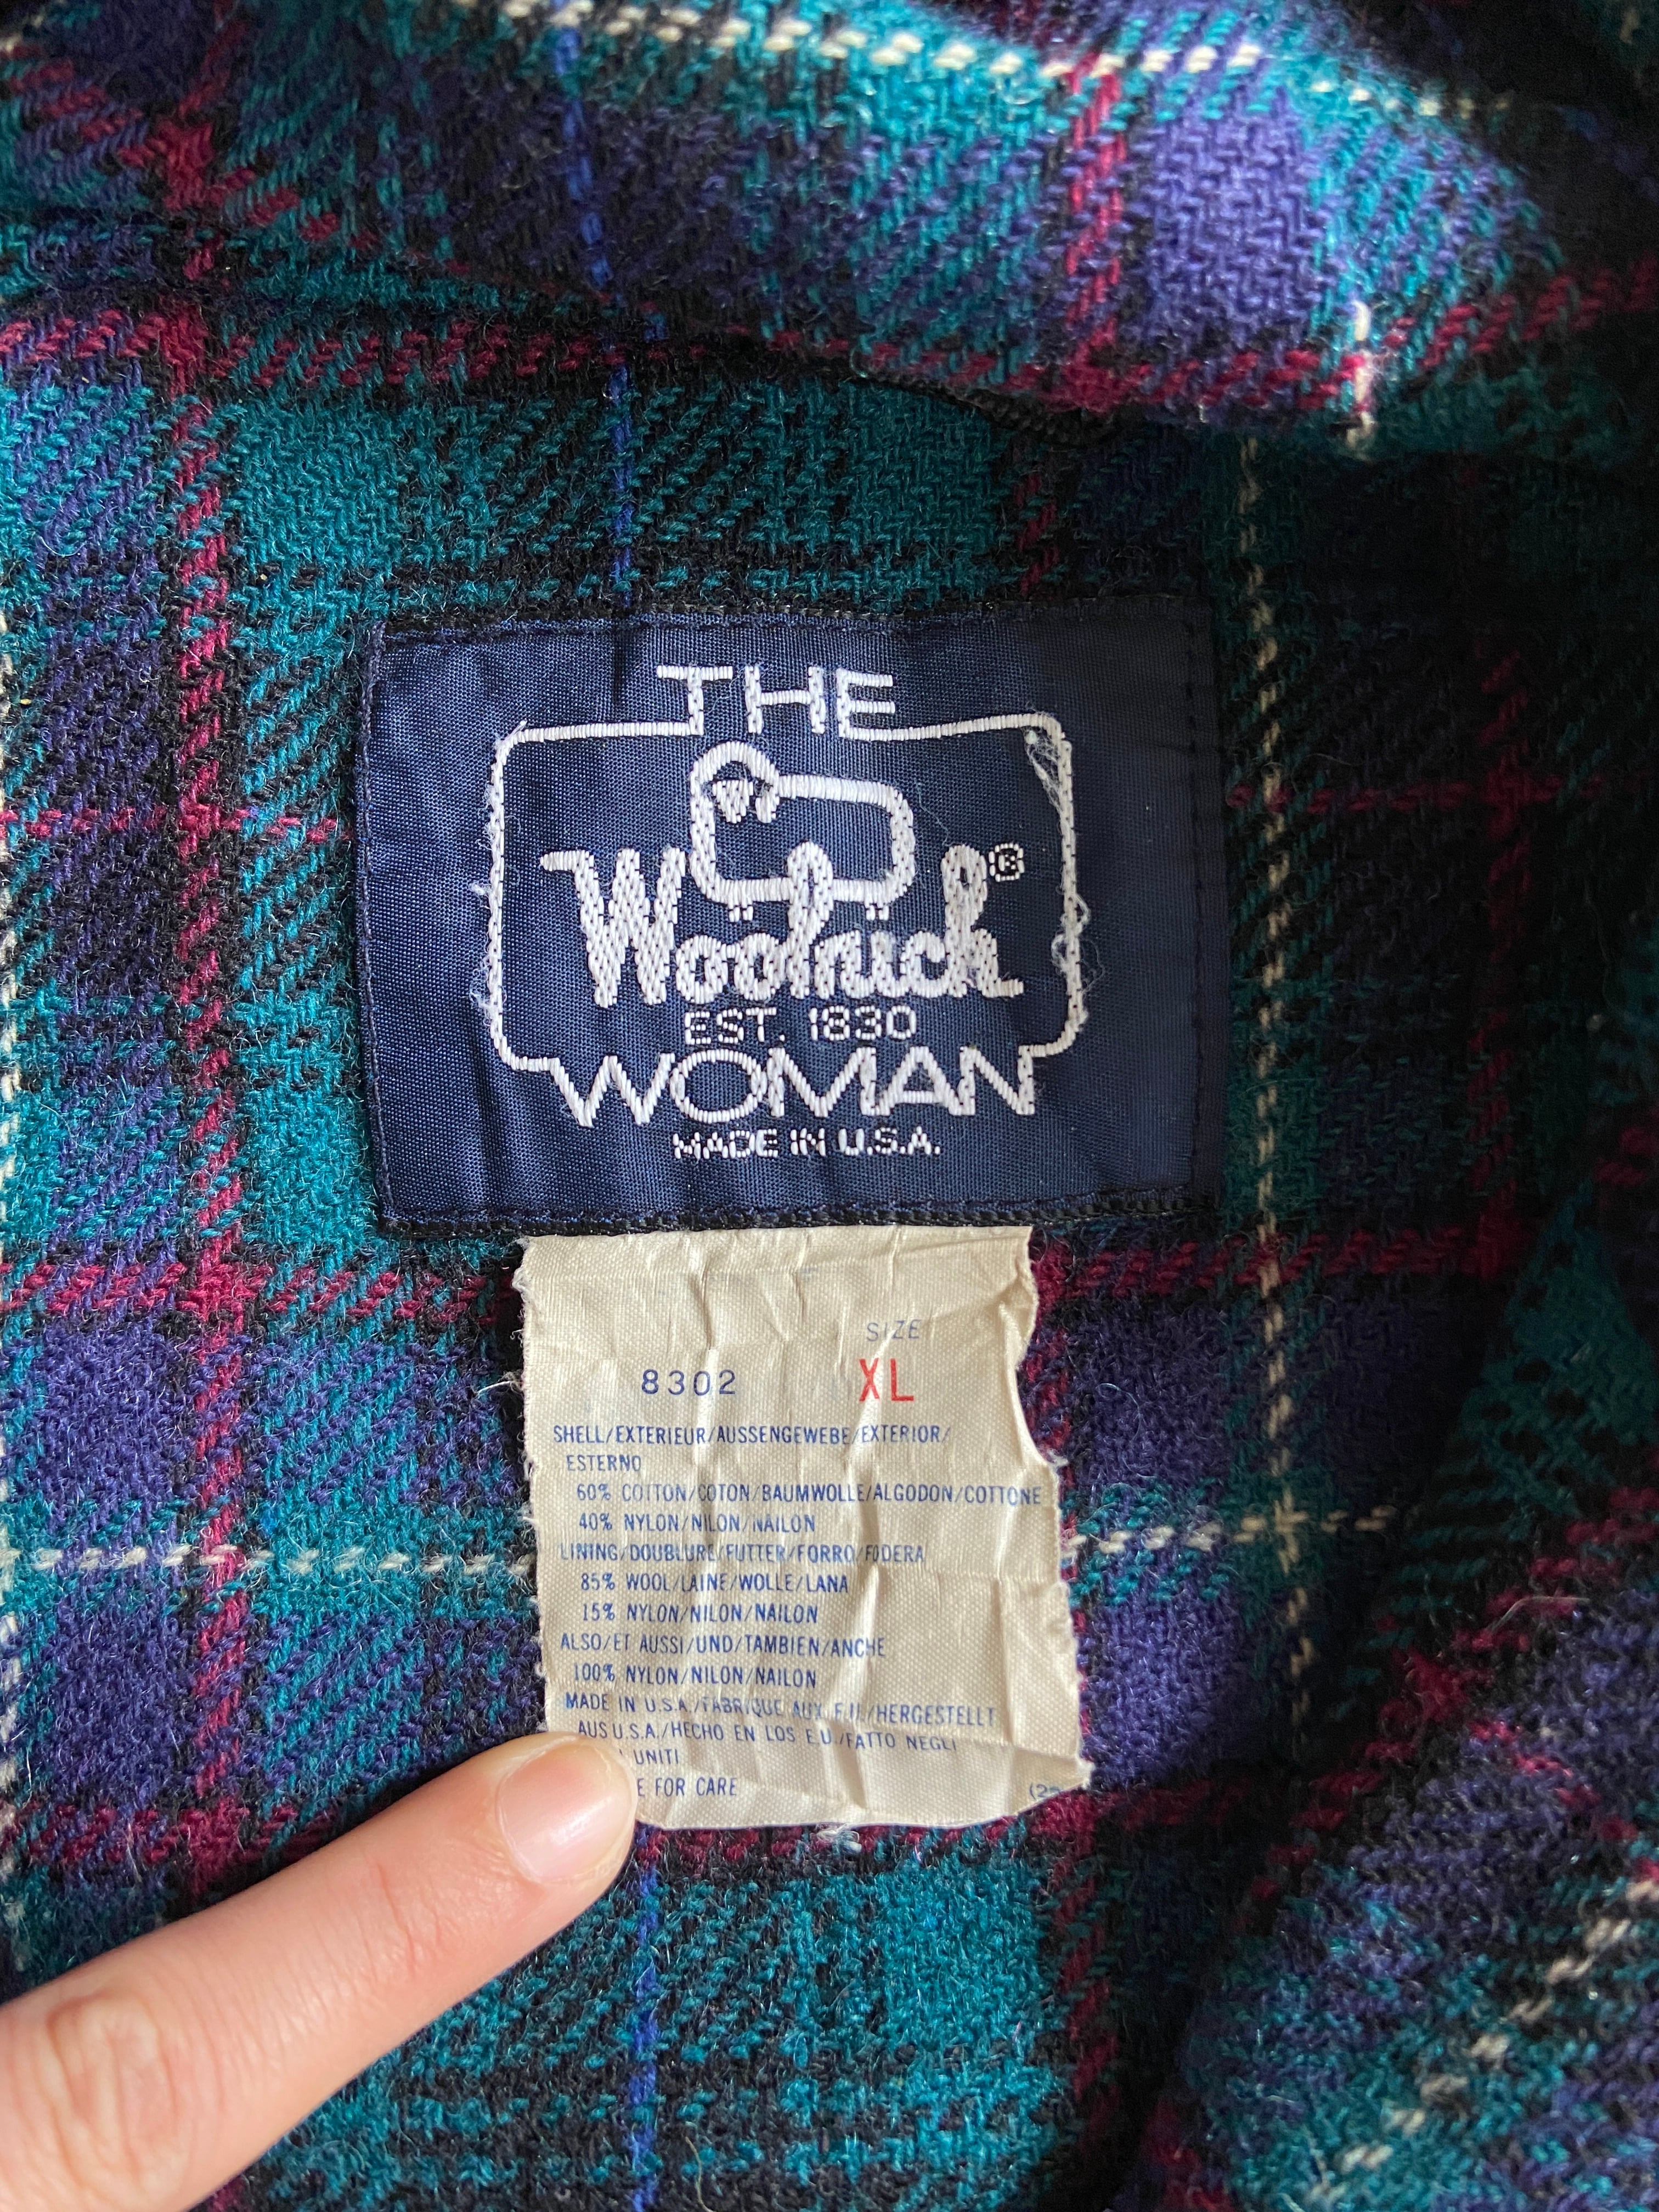 THE
Woolrich®
EST. 1830
WOMAN
MADE IN U.S.A.
SIZE
8302 XL
SHELL/EXTERIEUR/AUSSENGEWEBE/EXTERIOR/
ESTERNO
60% COTTON/COTON/BAUMWOLLE/ALGODON/COTTONE
40% NYLON/NILON/NAILON
LINING/DOUBLURE/FUTTER/FORRO/FODERA
85% WOOL/LAINE/WOLLE/LANA
15% NYLON/NILON/NAILON
ALSO/ET AUSSI/UND/TAMBIEN/ANCHE
100% NYLON/NILON/NAILON
MADE IN U.S.A./FABRIQUE AUX E.U./HERGESTELLT
AUS U.S.A./HECHO EN LOS E.U./FATTO NEGLI
UNITI
FOR CARE